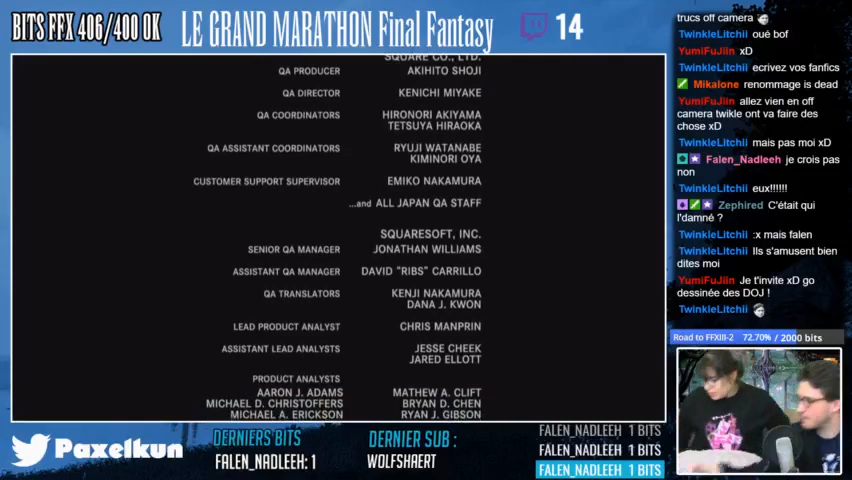 BITS FFX 406/400 OK
LE GRAND MARATHON Final Fantasy
14
SQUARE CO., LTD.
QA PRODUCER AKIHITO SHOJI
QA DIRECTOR KENICHI MIYAKE
QA COORDINATORS HIRONORI AKIYAMA
TETSUYA HIRAOKA
QA ASSISTANT COORDINATORS RYUJI WATANABE
KIMINORI OYA
CUSTOMER SUPPORT SUPERVISOR EMIKO NAKAMURA
...and ALL JAPAN QA STAFF
SQUARESOFT, INC.
SENIOR QA MANAGER JONATHAN WILLIAMS
ASSISTANT QA MANAGER DAVID "RIBS" CARRILLO
QA TRANSLATORS KENJI NAKAMURA
DANA J. KWON
LEAD PRODUCT ANALYST CHRIS MANPRIN
ASSISTANT LEAD ANALYSTS JESSE CHEEK
JARED ELLOTT
PRODUCT ANALYSTS
AARON J. ADAMS MATHEW A. CLIFT
MICHAEL D. CHRISTOFFERS BRYAN D. CHEN
MICHAEL A. ERICKSON RYAN J. GIBSON
trucs off camera
TwinkleLitchii oué bof
YumiFuJiin xD
TwinkleLitchii ecrivez vos fanfics
Mikalone renommage is dead
YumiFuJiin allez vien en off
camera twikle ont va faire des
chose xD
TwinkleLitchii mais pas moi xD
Falen_Nadleeh je crois pas
non
TwinkleLitchii eux!!!!!!
Zephired C'était qui
l'damné ?
TwinkleLitchii :x mais falen
TwinkleLitchii Ils s'amusent bien
dites moi
YumiFuJiin Je t'invite xD go
dessinée des DOJ !
TwinkleLitchii
Road to FFXIII-2 72.70% / 2000 bits
Paxelkun
DERNIERS BITS
FALEN_NADLEEH: 1
DERNIER SUB :
WOLFSHAERT
FALEN_NADLEEH 1 BITS
FALEN_NADLEEH 1 BITS
FALEN_NADLEEH 1 BITS